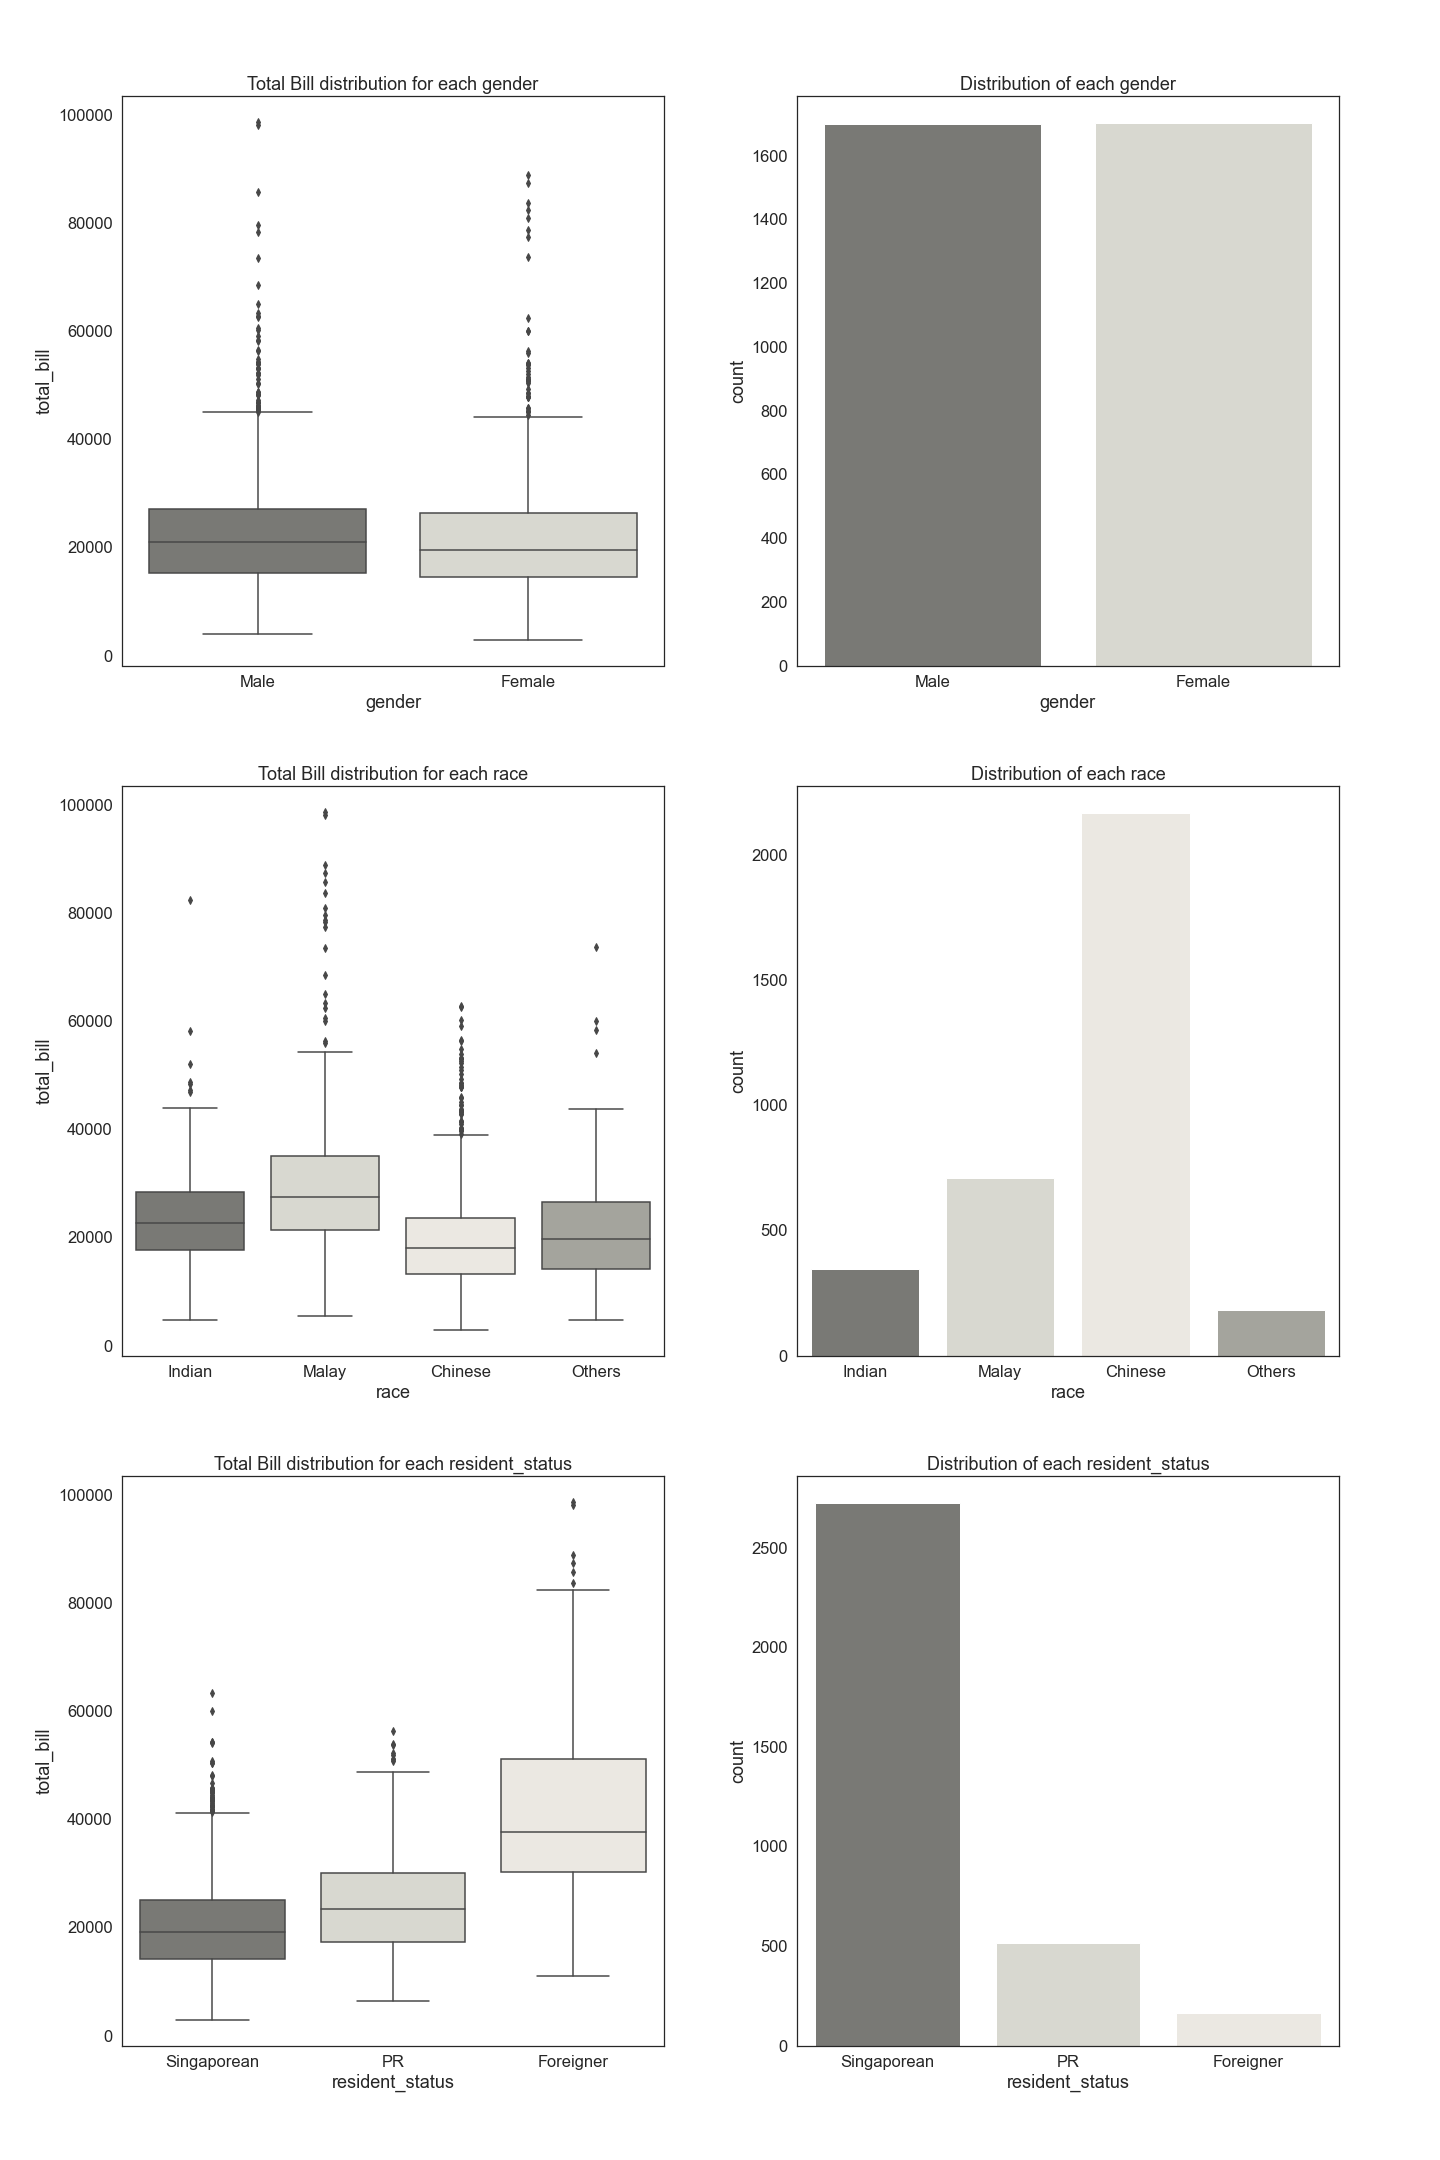 Total Bill distribution for each gender
100000
80000
60000
40000
20000
0
total_bill
Male Female
gender
Distribution of each gender
1600
1400
1200
1000
800
600
400
200
0
count
Male Female
gender
Total Bill distribution for each race
100000
80000
60000
40000
20000
0
total_bill
Indian Malay Chinese Others
race
Distribution of each race
2000
1500
1000
500
0
count
Indian Malay Chinese Others
race
Total Bill distribution for each resident_status
100000
80000
60000
40000
20000
0
total_bill
Singaporean PR Foreigner
resident_status
Distribution of each resident_status
2500
2000
1500
1000
500
0
count
Singaporean PR Foreigner
resident_status